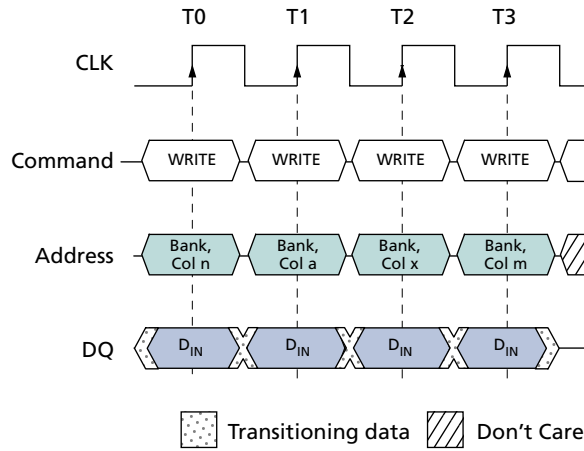 T0 T1 T2 T3
CLK
Command WRITE WRITE WRITE WRITE
Address Bank, Col n Bank, Col a Bank, Col x Bank, Col m
DQ DIN DIN DIN DIN
Transitioning data Don't Care